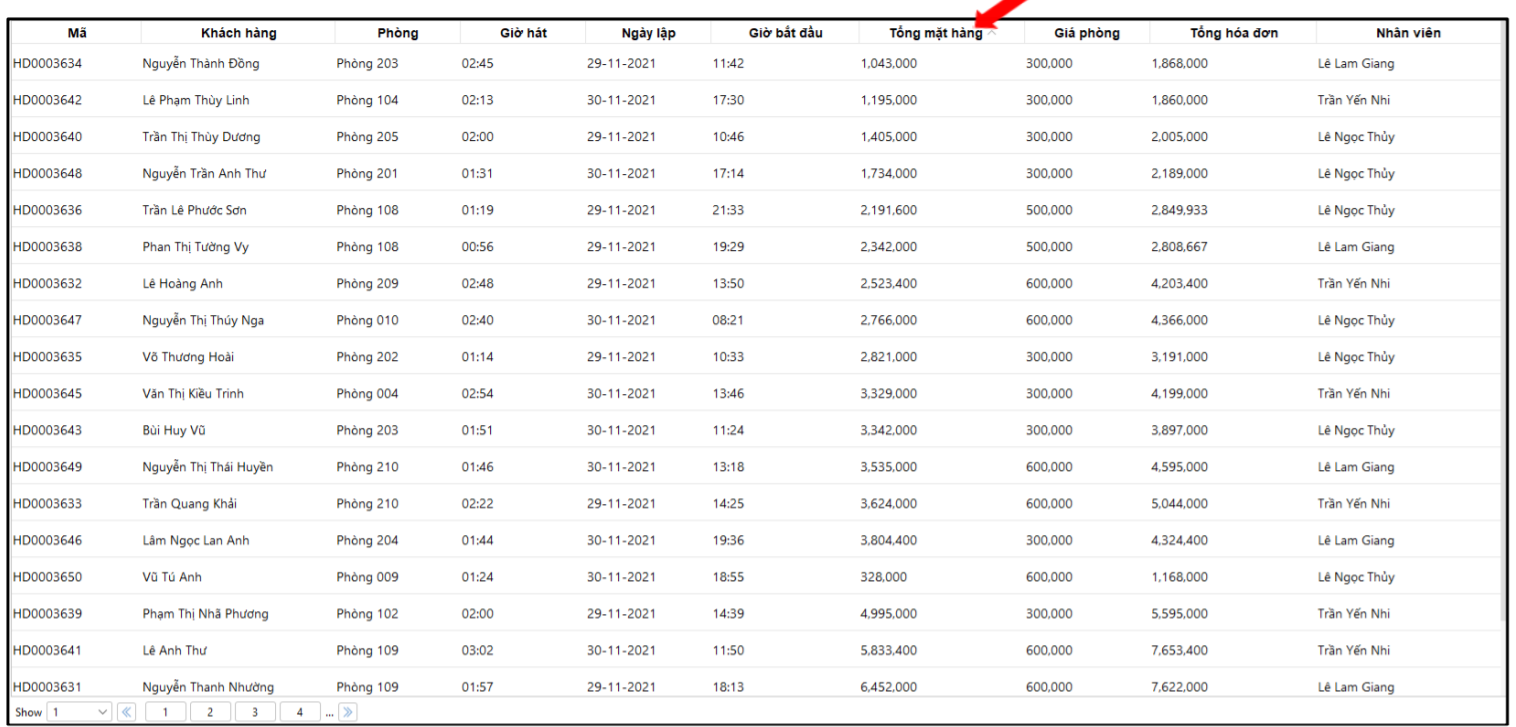 Mã Khách hàng Phòng Giờ hát Ngày lập Giờ bắt đầu Tổng mặt hàng Giá phòng Tổng hóa đơn Nhân viên
HD0003634 Nguyễn Thành Đồng Phòng 203 02:45 29-11-2021 11:42 1,043,000 300,000 1,868,000 Lê Lam Giang
HD0003642 Lê Phạm Thùy Linh Phòng 104 02:13 30-11-2021 17:30 1,195,000 300,000 1,860,000 Trần Yến Nhi
HD0003640 Trần Thị Thùy Dương Phòng 205 02:00 29-11-2021 10:46 1,405,000 300,000 2,005,000 Lê Ngọc Thủy
HD0003648 Nguyễn Trần Anh Thư Phòng 201 01:31 30-11-2021 17:14 1,734,000 300,000 2,189,000 Lê Ngọc Thủy
HD0003636 Trần Lê Phước Sơn Phòng 108 01:19 29-11-2021 21:33 2,191,600 500,000 2,849,933 Lê Ngọc Thủy
HD0003638 Phan Thị Tường Vy Phòng 108 00:56 29-11-2021 19:29 2,342,000 500,000 2,808,667 Lê Lam Giang
HD0003632 Lê Hoàng Anh Phòng 209 02:48 29-11-2021 13:50 2,523,400 600,000 4,203,400 Trần Yến Nhi
HD0003647 Nguyễn Thị Thúy Nga Phòng 010 02:40 30-11-2021 08:21 2,766,000 600,000 4,366,000 Lê Ngọc Thủy
HD0003635 Võ Thương Hoài Phòng 202 01:14 29-11-2021 10:33 2,821,000 300,000 3,191,000 Lê Ngọc Thủy
HD0003645 Văn Thị Kiều Trinh Phòng 004 02:54 30-11-2021 13:46 3,329,000 300,000 4,199,000 Trần Yến Nhi
HD0003643 Bùi Huy Vũ Phòng 203 01:51 30-11-2021 11:24 3,342,000 300,000 3,897,000 Lê Ngọc Thủy
HD0003649 Nguyễn Thị Thái Huyền Phòng 210 01:46 30-11-2021 13:18 3,535,000 600,000 4,595,000 Lê Lam Giang
HD0003633 Trần Quang Khải Phòng 210 02:22 29-11-2021 14:25 3,624,000 600,000 5,044,000 Trần Yến Nhi
HD0003646 Lâm Ngọc Lan Anh Phòng 204 01:44 30-11-2021 19:36 3,804,400 300,000 4,324,400 Lê Lam Giang
HD0003650 Vũ Tú Anh Phòng 009 01:24 30-11-2021 18:55 328,000 600,000 1,168,000 Lê Ngọc Thủy
HD0003639 Phạm Thị Nhã Phương Phòng 102 02:00 29-11-2021 14:39 4,995,000 300,000 5,595,000 Trần Yến Nhi
HD0003641 Lê Anh Thư Phòng 109 03:02 30-11-2021 11:50 5,833,400 600,000 7,653,400 Trần Yến Nhi
HD0003631 Nguyễn Thanh Nhường Phòng 109 01:57 29-11-2021 18:13 6,452,000 600,000 7,622,000 Lê Lam Giang
Show 1 1 2 3 4 ...